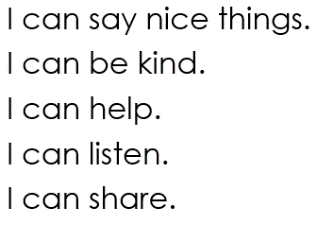 I can say nice things.
I can be kind.
I can help.
I can listen.
I can share.